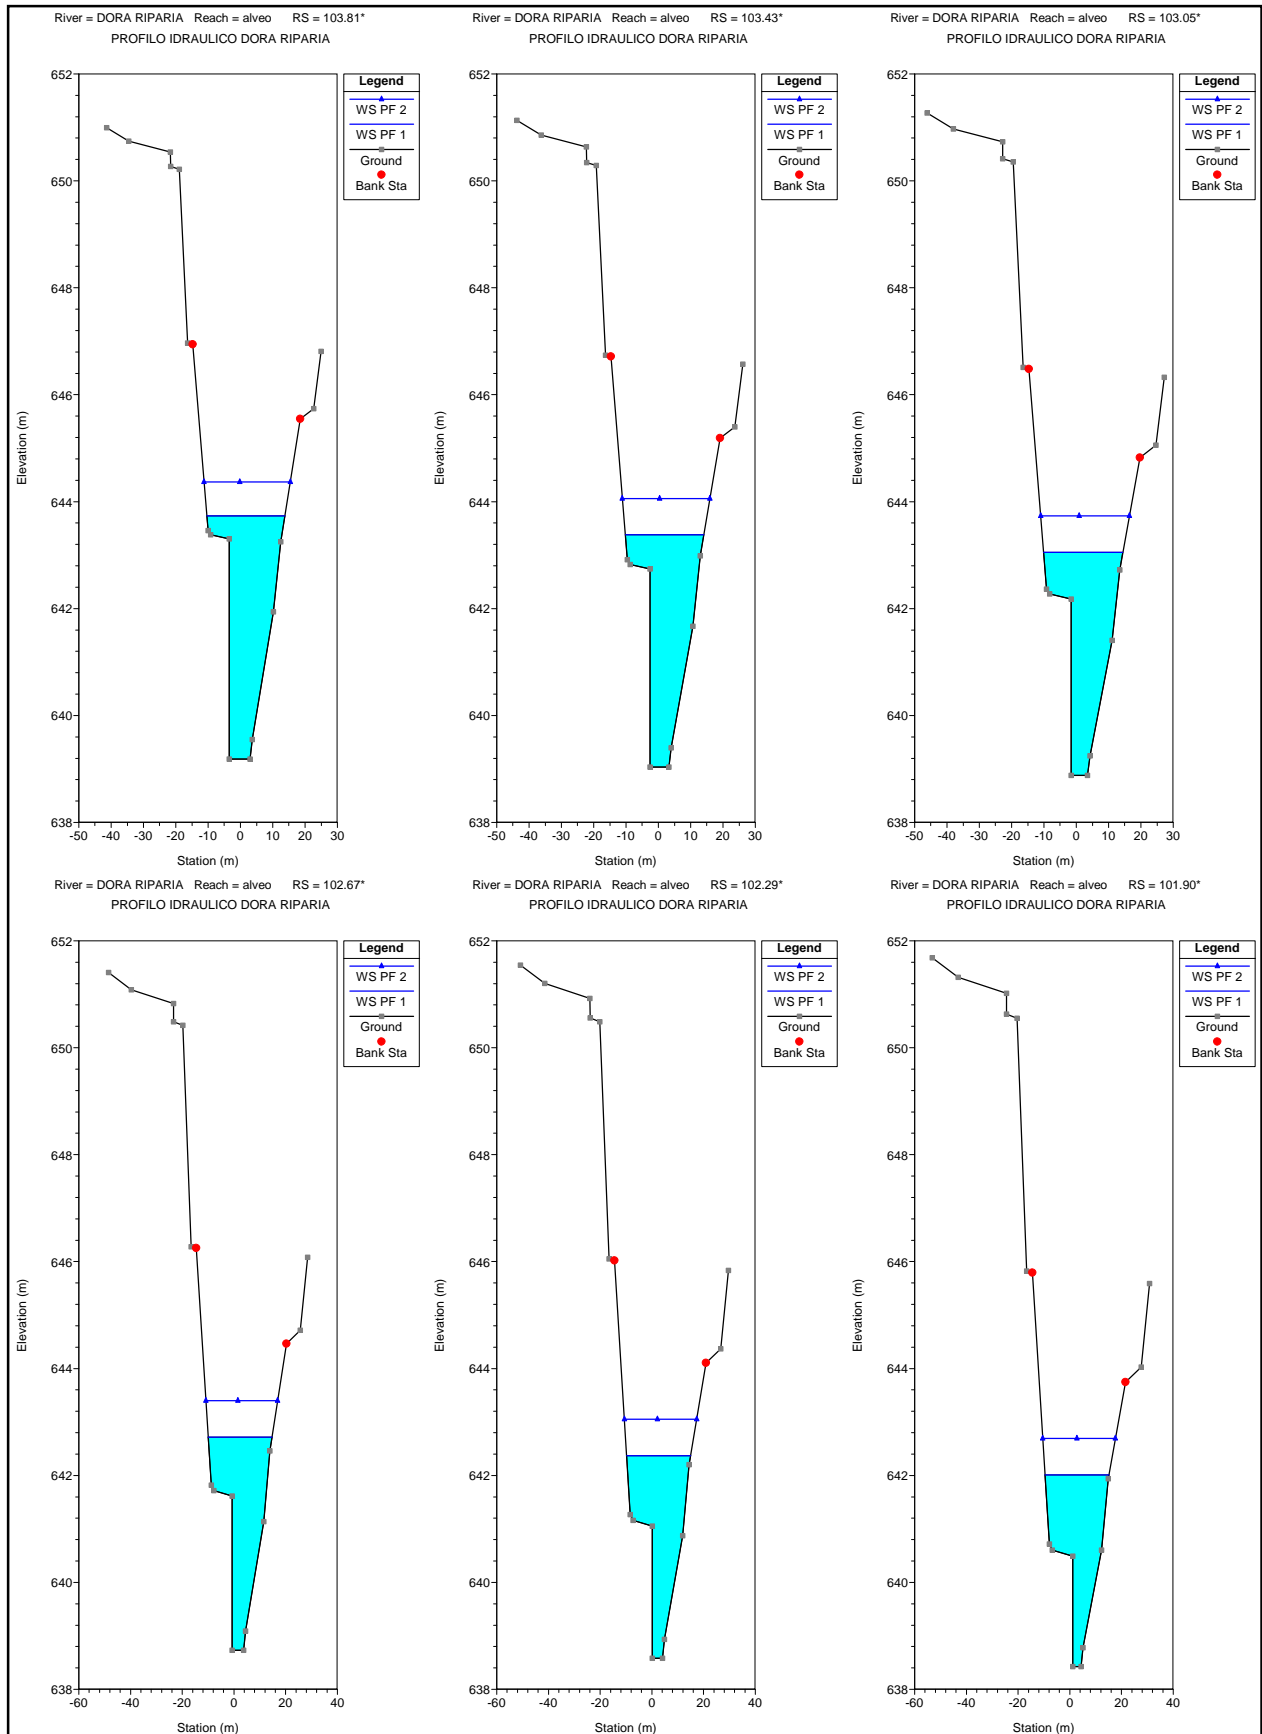 River = DORA RIPARIA Reach = alveo RS = 103.81*
PROFILO IDRAULICO DORA RIPARIA
Elevation (m)
652
650
648
646
644
642
640
638
-50 -40 -30 -20 -10 0 10 20 30
Station (m)
Legend
WS PF 2
WS PF 1
Ground
Bank Sta
River = DORA RIPARIA Reach = alveo RS = 103.43*
PROFILO IDRAULICO DORA RIPARIA
Elevation (m)
652
650
648
646
644
642
640
638
-50 -40 -30 -20 -10 0 10 20 30
Station (m)
Legend
WS PF 2
WS PF 1
Ground
Bank Sta
River = DORA RIPARIA Reach = alveo RS = 103.05*
PROFILO IDRAULICO DORA RIPARIA
Elevation (m)
652
650
648
646
644
642
640
638
-50 -40 -30 -20 -10 0 10 20 30
Station (m)
Legend
WS PF 2
WS PF 1
Ground
Bank Sta
River = DORA RIPARIA Reach = alveo RS = 102.67*
PROFILO IDRAULICO DORA RIPARIA
Elevation (m)
652
650
648
646
644
642
640
638
-60 -40 -20 0 20 40
Station (m)
Legend
WS PF 2
WS PF 1
Ground
Bank Sta
River = DORA RIPARIA Reach = alveo RS = 102.29*
PROFILO IDRAULICO DORA RIPARIA
Elevation (m)
652
650
648
646
644
642
640
638
-60 -40 -20 0 20 40
Station (m)
Legend
WS PF 2
WS PF 1
Ground
Bank Sta
River = DORA RIPARIA Reach = alveo RS = 101.90*
PROFILO IDRAULICO DORA RIPARIA
Elevation (m)
652
650
648
646
644
642
640
638
-60 -40 -20 0 20 40
Station (m)
Legend
WS PF 2
WS PF 1
Ground
Bank Sta